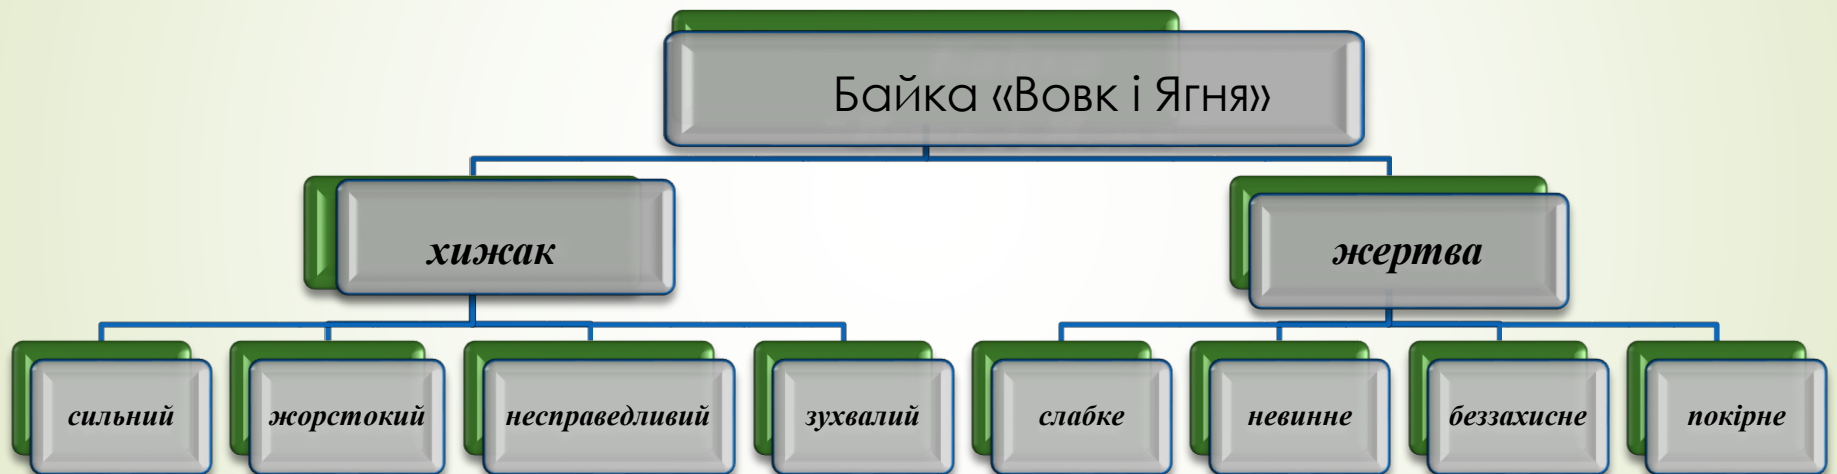 Байка «Вовк і Ягня»
хижак
жертва
сильний
жорстокий
несправедливий
зухвалий
слабке
невинне
беззахисне
покірне